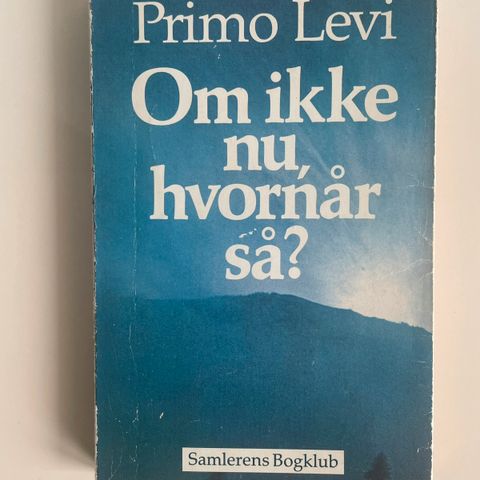 Primo Levi
Om ikke
nu,
hvornår
så?
Samlerens Bogklub